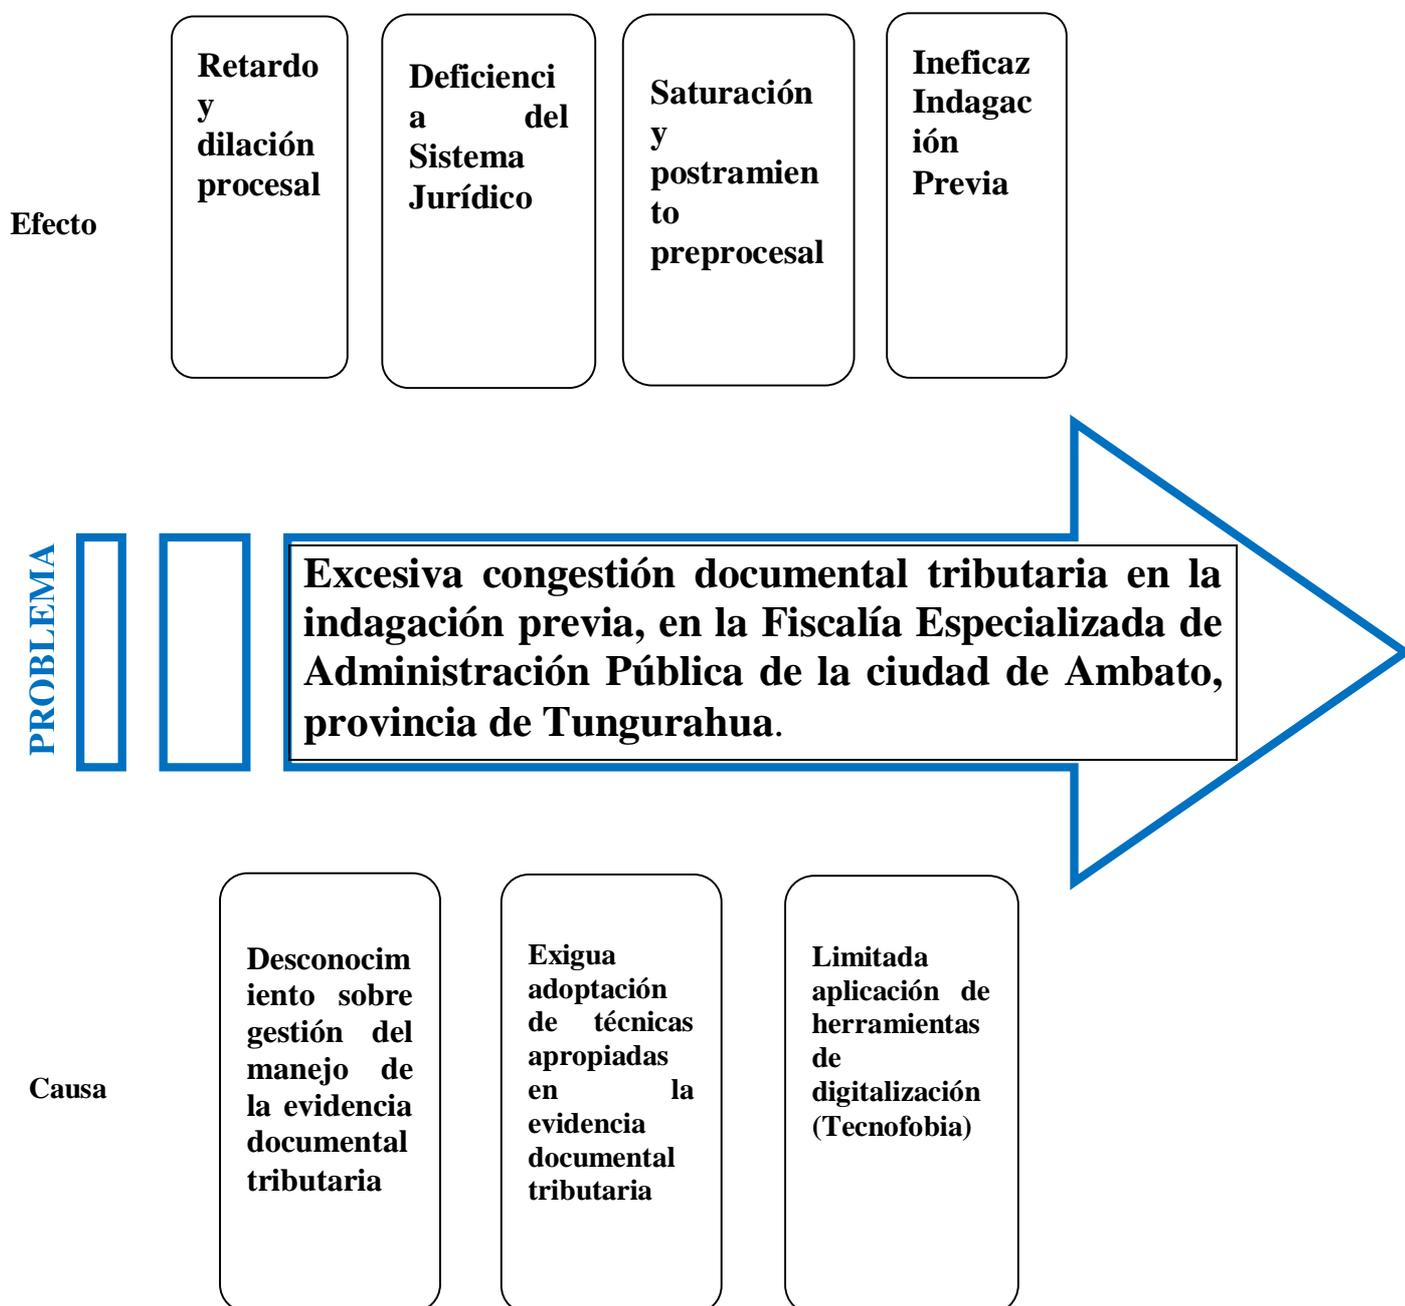 Retardo
y
dilación
procesal
Deficienci
a del
Sistema
Jurídico
Saturación
y
postramien
to
preprocesal
Ineficaz
Indagac
ión
Previa
Efecto
PROBLEMA
Excesiva congestión documental tributaria en la
indagación previa, en la Fiscalía Especializada de
Administración Pública de la ciudad de Ambato,
provincia de Tungurahua.
Causa
Desconocim
iento sobre
gestión del
manejo de
la evidencia
documental
tributaria
Exigua
adoptación
de técnicas
apropiadas
en la
evidencia
documental
tributaria
Limitada
aplicación de
herramientas
de
digitalización
(Tecnofobia)